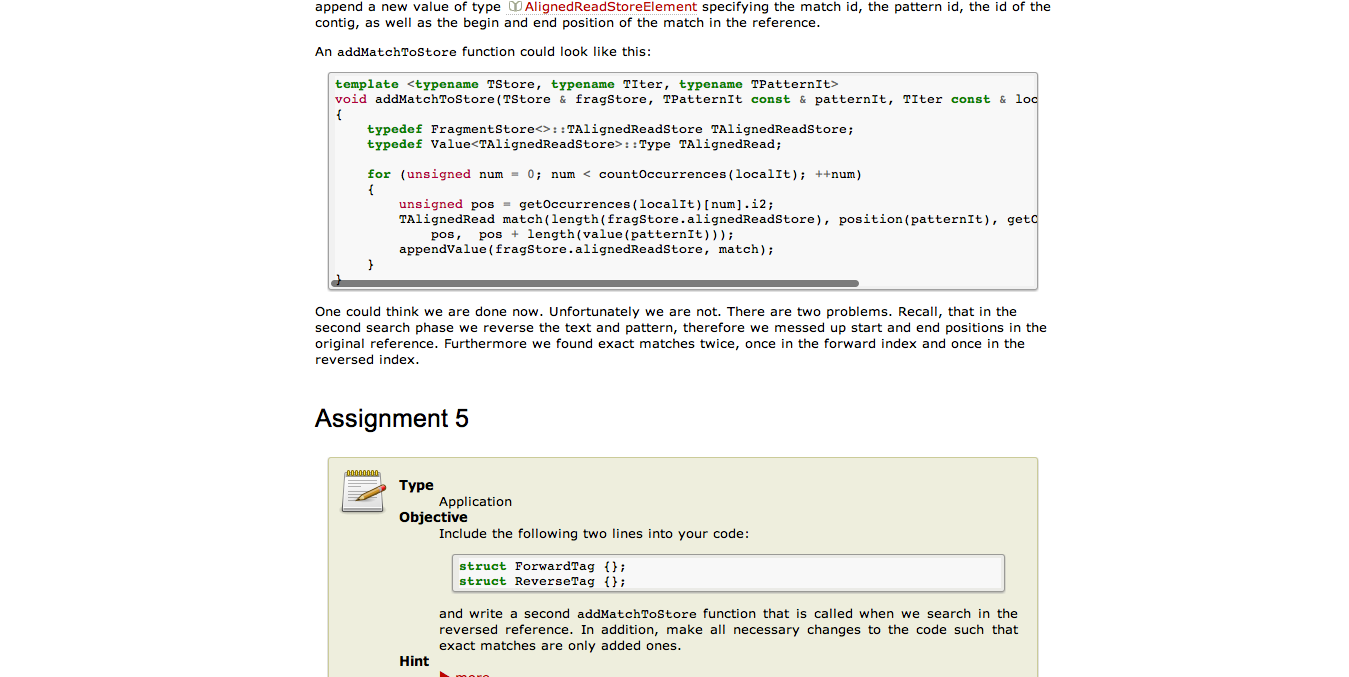 append a new value of type AlignedReadStoreElement specifying the match id, the pattern id, the id of the
contig, as well as the begin and end position of the match in the reference.
An addMatchToStore function could look like this:
template <typename TStore, typename TIter, typename TPatternIt>
void addMatchToStore(TStore & fragStore, TPatternIt const & patternIt, TIter const & loc
{
    typedef FragmentStore<>::TAlignedReadStore TAlignedReadStore;
    typedef Value<TAlignedReadStore>::Type TAlignedRead;
    for (unsigned num = 0; num < countOccurrences(localIt); ++num)
    {
        unsigned pos = getOccurrences(localIt)[num].i2;
        TAlignedRead match(length(fragStore.alignedReadStore), position(patternIt), getO
            pos,  pos + length(value(patternIt)));
        appendValue(fragStore.alignedReadStore, match);
    }
}
One could think we are done now. Unfortunately we are not. There are two problems. Recall, that in the
second search phase we reverse the text and pattern, therefore we messed up start and end positions in the
original reference. Furthermore we found exact matches twice, once in the forward index and once in the
reversed index.
Assignment 5
Type
Application
Objective
Include the following two lines into your code:
struct ForwardTag {};
struct ReverseTag {};
and write a second addMatchToStore function that is called when we search in the
reversed reference. In addition, make all necessary changes to the code such that
exact matches are only added ones.
Hint
more